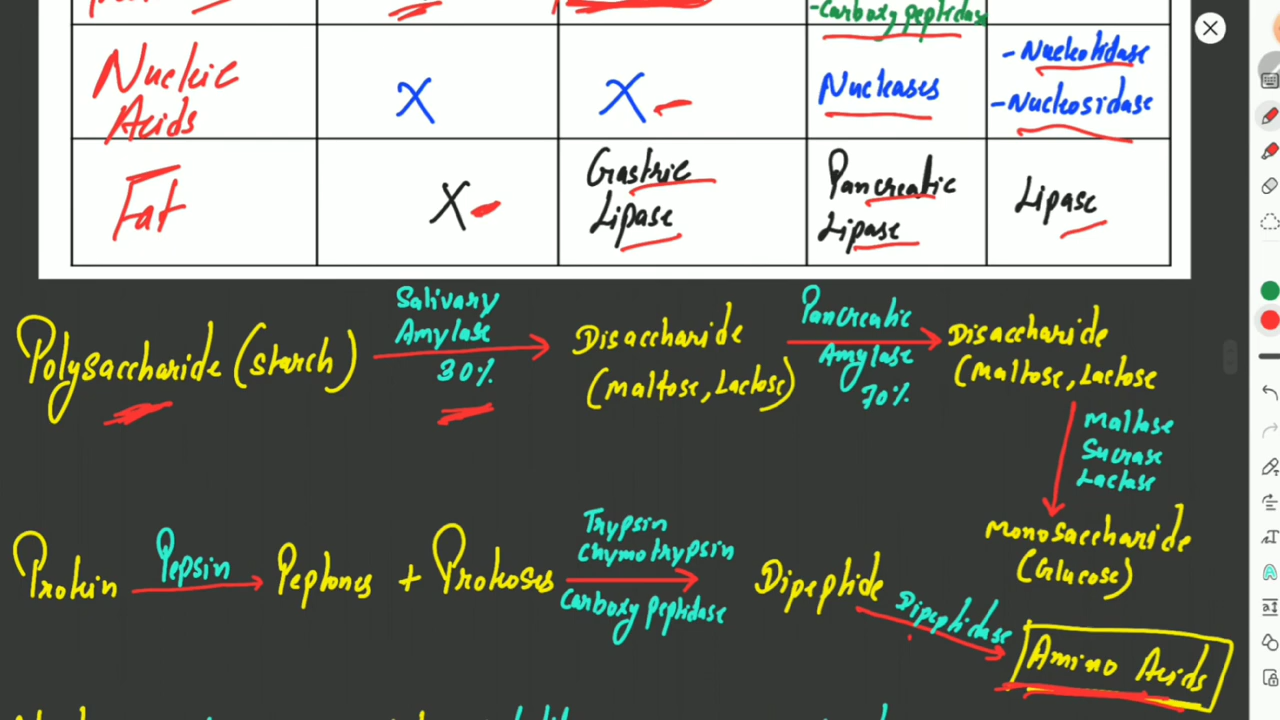 -Carboxy peptidase
Nucleic
Acids
X
X
Nucleases
- Nucleotidase
- Nucleosidase
Fat
X
Gastric
Lipase
Pancreatic
Lipase
Lipase
Polysaccharide (starch)
Salivary
Amylase
30%
Disaccharide
(Maltose, Lactose)
Pancreatic
Amylase
70%
Disaccharide
(Maltose, Lactose
Maltase
Sucrase
Lactase
Monosaccharide
(Glucose)
Protein
Pepsin
Peptones + Proteoses
Trypsin
Chymotrypsin
Carboxy peptidase
Dipeptide
Dipeptidase
Amino Acids